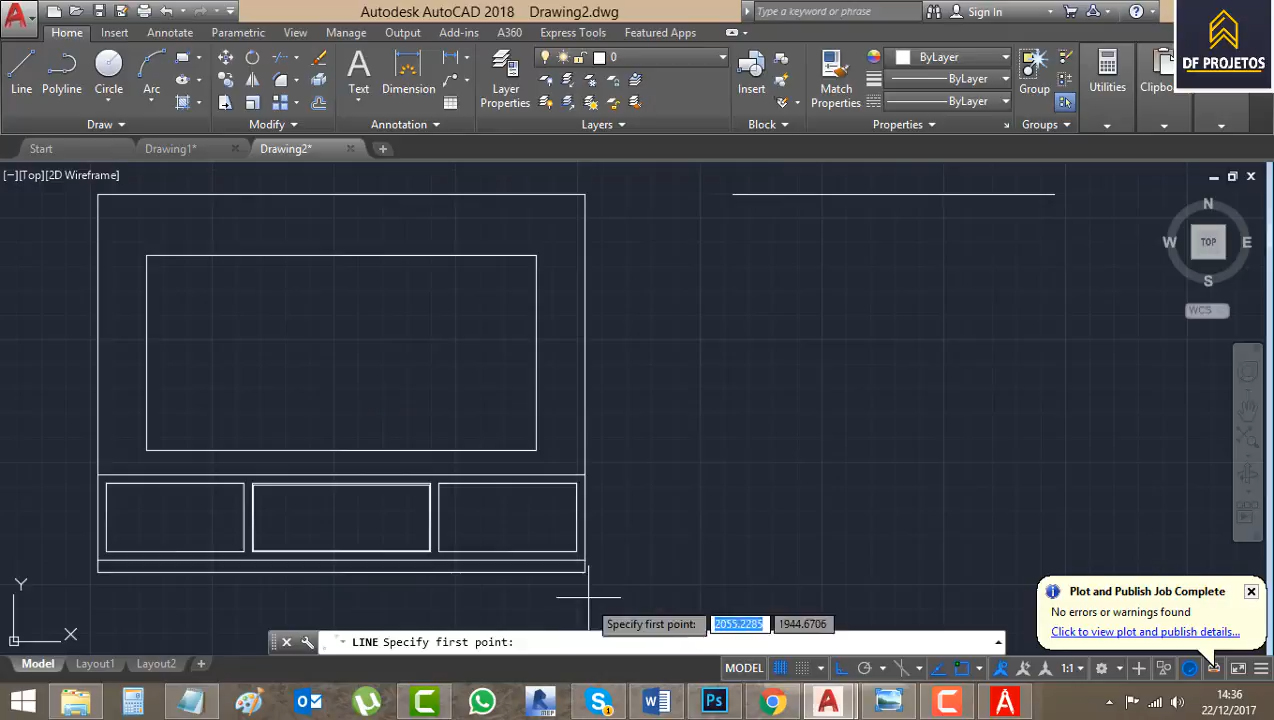 Autodesk AutoCAD 2018 Drawing2.dwg
Type a keyword or phrase
Sign In
DF PROJETOS
Home Insert Annotate Parametric View Manage Output Add-ins A360 Express Tools Featured Apps
0
ByLayer
ByLayer
ByLayer
Line Polyline Circle Arc Text Dimension Layer Properties Insert Match Properties Group Utilities Clipbo
Draw Modify Annotation Layers Block Properties Groups
Start Drawing1* Drawing2*
[−][Top][2D Wireframe]
N
W TOP E
S
WCS
Y
X
Plot and Publish Job Complete
No errors or warnings found
Click to view plot and publish details...
Specify first point: 2055.2285 1944.6706
LINE Specify first point:
Model Layout1 Layout2
MODEL
1:1
14:36
22/12/2017